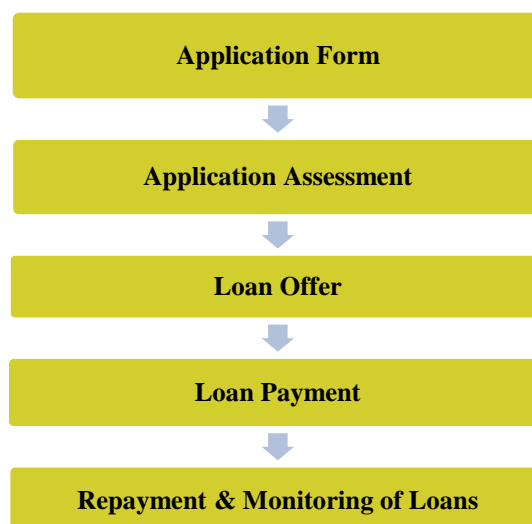 Application Form
Application Assessment
Loan Offer
Loan Payment
Repayment & Monitoring of Loans